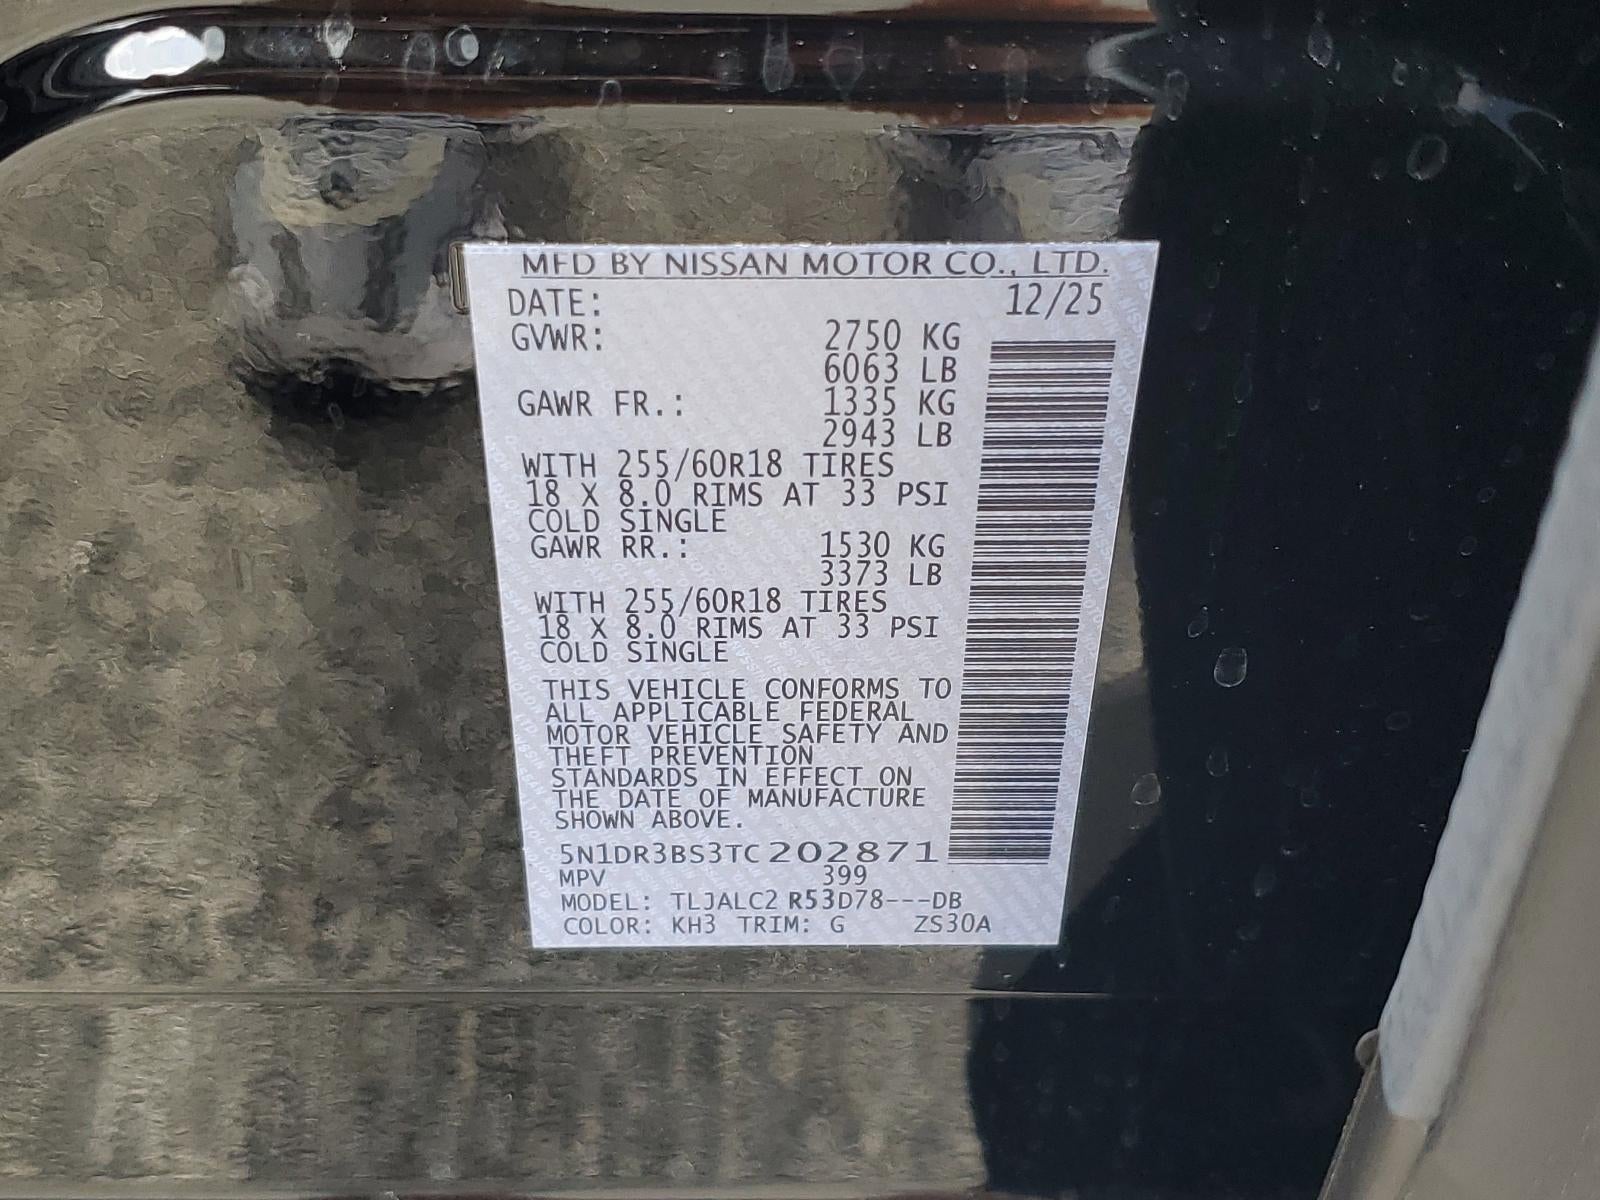 MFD BY NISSAN MOTOR CO., LTD.
DATE: 12/25
GVWR: 2750 KG
6063 LB
GAWR FR.: 1335 KG
2943 LB
WITH 255/60R18 TIRES
18 X 8.0 RIMS AT 33 PSI
COLD SINGLE
GAWR RR.: 1530 KG
3373 LB
WITH 255/60R18 TIRES
18 X 8.0 RIMS AT 33 PSI
COLD SINGLE
THIS VEHICLE CONFORMS TO
ALL APPLICABLE FEDERAL
MOTOR VEHICLE SAFETY AND
THEFT PREVENTION
STANDARDS IN EFFECT ON
THE DATE OF MANUFACTURE
SHOWN ABOVE.
5N1DR3BS3TC202871
MPV 399
MODEL: TLJALC2 R53D78---DB
COLOR: KH3 TRIM: G ZS30A